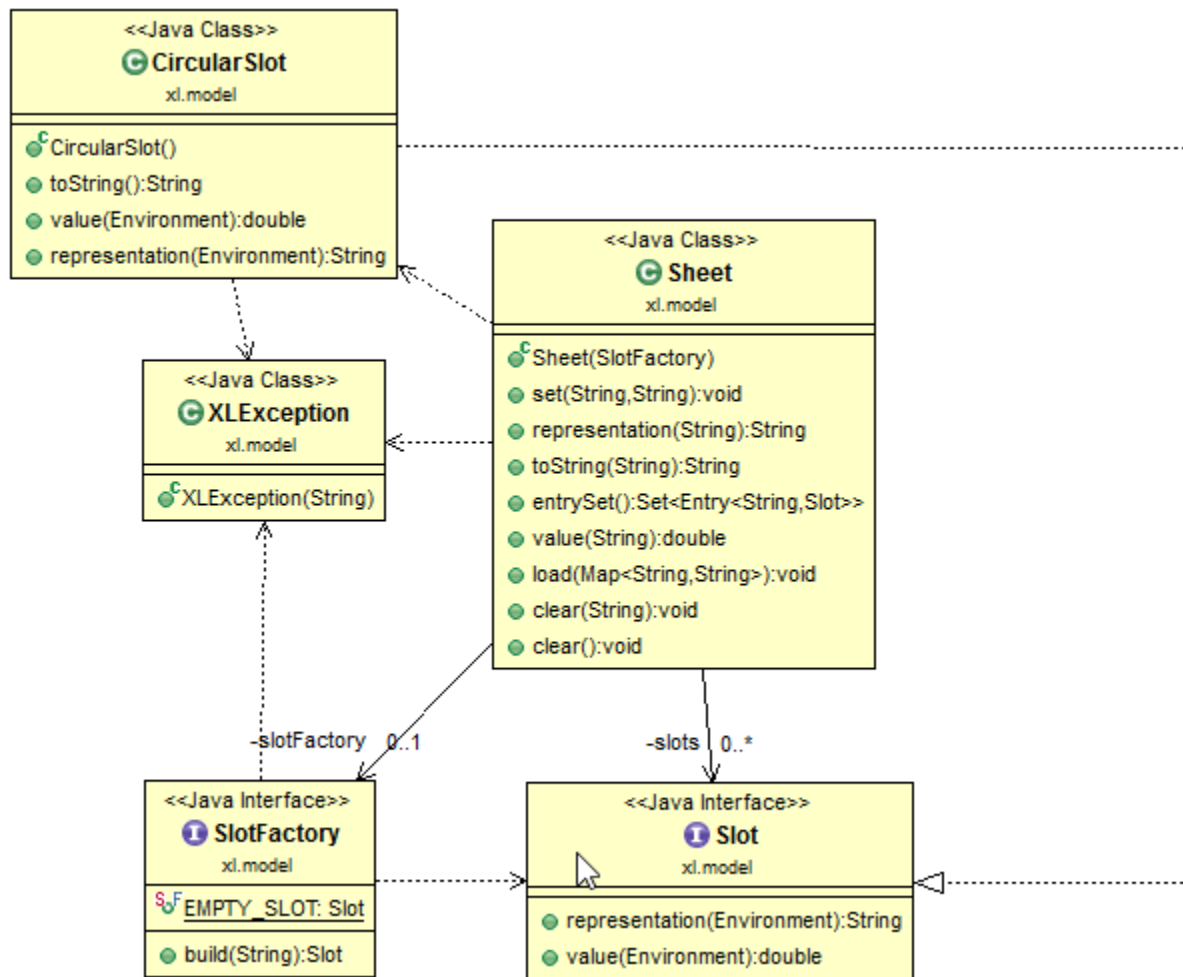 <<Java Class>>
CircularSlot
xl.model
CircularSlot()
toString():String
value(Environment):double
representation(Environment):String
<<Java Class>>
Sheet
xl.model
Sheet(SlotFactory)
set(String,String):void
representation(String):String
toString(String):String
entrySet():Set<Entry<String,Slot>>
value(String):double
load(Map<String,String>):void
clear(String):void
clear():void
<<Java Class>>
XLException
xl.model
XLException(String)
-slotFactory 0..1
-slots 0..*
<<Java Interface>>
SlotFactory
xl.model
EMPTY_SLOT: Slot
build(String):Slot
<<Java Interface>>
Slot
xl.model
representation(Environment):String
value(Environment):double